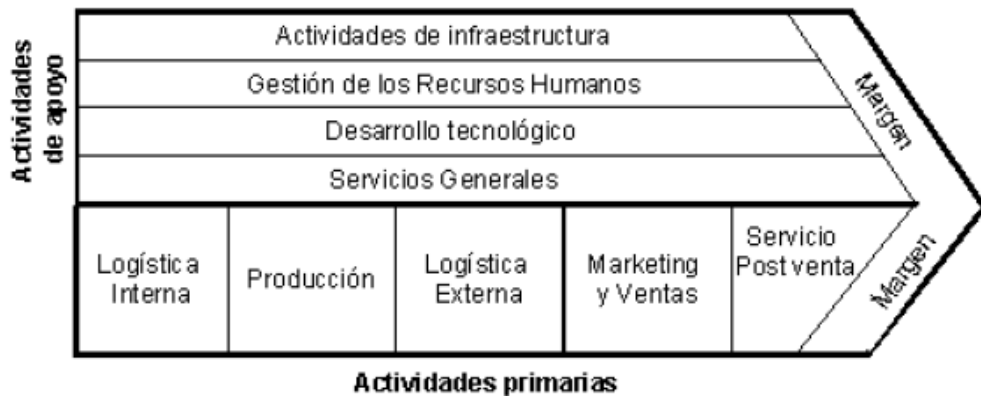 Actividades
de apoyo
Actividades de infraestructura
Gestión de los Recursos Humanos
Desarrollo tecnológico
Servicios Generales
Margen
Logística
Interna
Producción
Logística
Externa
Marketing
y Ventas
Servicio
Post venta
Margen
Actividades primarias